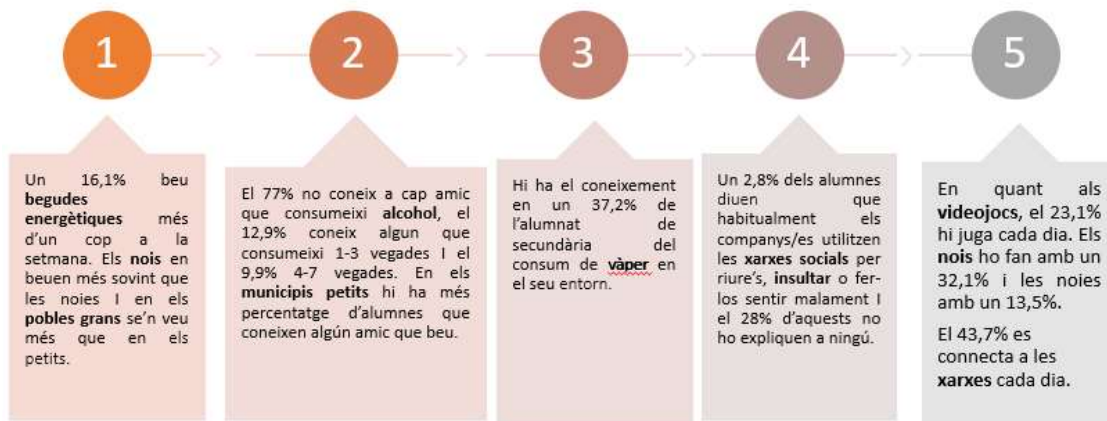 1
2
3
4
5
Un 16,1% beu
begudes
energètiques més
d'un cop a la
setmana. Els nois en
beuen més sovint que
les noies I en els
pobles grans se'n veu
més que en els
petits.
El 77% no coneix a cap amic
que consumeixi alcohol, el
12,9% coneix algun que
consumeixi 1-3 vegades I el
9,9% 4-7 vegades. En els
municipis petits hi ha més
percentatge d'alumnes que
coneixen algún amic que beu.
Hi ha el coneixement
en un 37,2% de
l'alumnat de
secundària del
consum de vàper en
el seu entorn.
Un 2,8% dels alumnes
diuen que
habitualment els
companys/es utilitzen
les xarxes socials per
riure's, insultar o fer-
los sentir malament I
el 28% d'aquests no
ho expliquen a ningú.
En quant als
videojocs, el 23,1%
hi juga cada dia. Els
nois ho fan amb un
32,1% i les noies
amb un 13,5%.
El 43,7% es
connecta a les
xarxes cada dia.